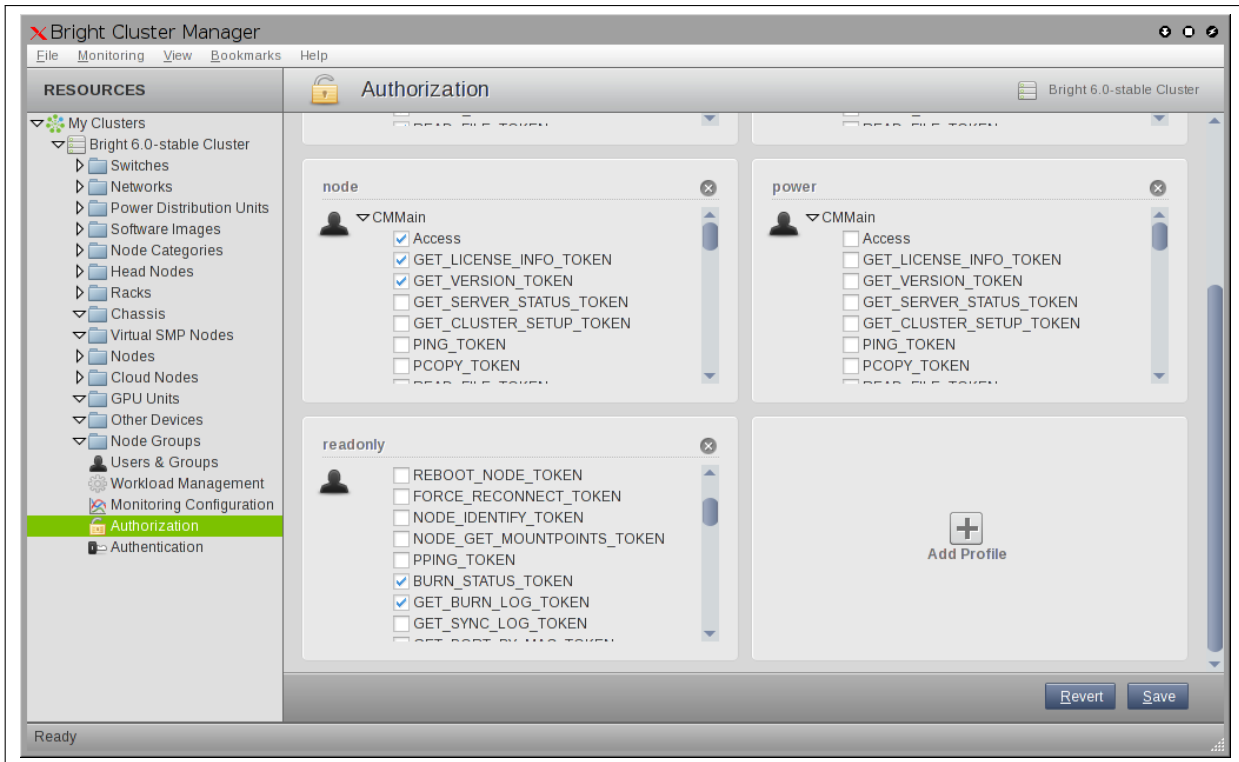 Bright Cluster Manager
File Monitoring View Bookmarks Help
RESOURCES
Authorization
Bright 6.0-stable Cluster
My Clusters
Bright 6.0-stable Cluster
Switches
Networks
Power Distribution Units
Software Images
Node Categories
Head Nodes
Racks
Chassis
Virtual SMP Nodes
Nodes
Cloud Nodes
GPU Units
Other Devices
Node Groups
Users & Groups
Workload Management
Monitoring Configuration
Authorization
Authentication
node
CMMain
Access
GET_LICENSE_INFO_TOKEN
GET_VERSION_TOKEN
GET_SERVER_STATUS_TOKEN
GET_CLUSTER_SETUP_TOKEN
PING_TOKEN
PCOPY_TOKEN
power
CMMain
Access
GET_LICENSE_INFO_TOKEN
GET_VERSION_TOKEN
GET_SERVER_STATUS_TOKEN
GET_CLUSTER_SETUP_TOKEN
PING_TOKEN
PCOPY_TOKEN
readonly
REBOOT_NODE_TOKEN
FORCE_RECONNECT_TOKEN
NODE_IDENTIFY_TOKEN
NODE_GET_MOUNTPOINTS_TOKEN
PPING_TOKEN
BURN_STATUS_TOKEN
GET_BURN_LOG_TOKEN
GET_SYNC_LOG_TOKEN
Add Profile
Revert Save
Ready